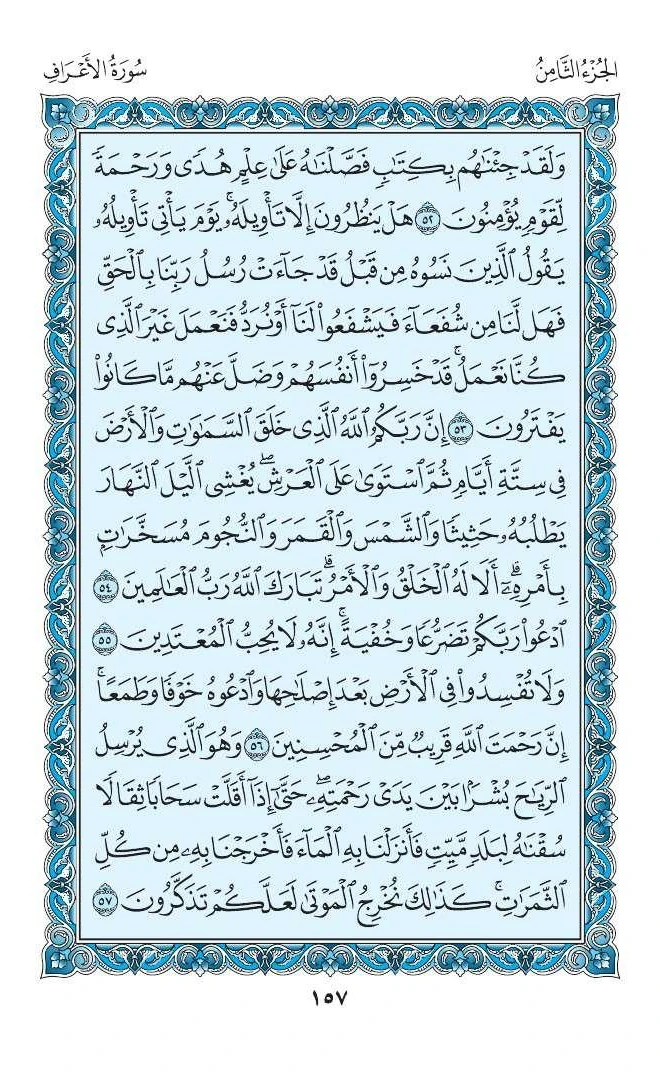 الجُزْءُ الثَّامِنُ
سُورَةُ الأَعْرَافِ
وَلَقَدْ جِئْنَٰهُم بِكِتَٰبٍ فَصَّلْنَٰهُ عَلَىٰ عِلْمٍ هُدًى وَرَحْمَةً
لِّقَوْمٍ يُؤْمِنُونَ ٥٢ هَلْ يَنظُرُونَ إِلَّا تَأْوِيلَهُۥۚ يَوْمَ يَأْتِي تَأْوِيلُهُۥ
يَقُولُ ٱلَّذِينَ نَسُوهُ مِن قَبْلُ قَدْ جَآءَتْ رُسُلُ رَبِّنَا بِٱلْحَقِّ
فَهَل لَّنَا مِن شُفَعَآءَ فَيَشْفَعُوا۟ لَنَآ أَوْ نُرَدُّ فَنَعْمَلَ غَيْرَ ٱلَّذِى
كُنَّا نَعْمَلُۚ قَدْ خَسِرُوٓا۟ أَنفُسَهُمْ وَضَلَّ عَنْهُم مَّا كَانُوا۟
يَفْتَرُونَ ٥٣ إِنَّ رَبَّكُمُ ٱللَّهُ ٱلَّذِى خَلَقَ ٱلسَّمَٰوَٰتِ وَٱلْأَرْضَ
فِى سِتَّةِ أَيَّامٍ ثُمَّ ٱسْتَوَىٰ عَلَى ٱلْعَرْشِۖ يُغْشِى ٱلَّيْلَ ٱلنَّهَارَ
يَطْلُبُهُۥ حَثِيثًا وَٱلشَّمْسَ وَٱلْقَمَرَ وَٱلنُّجُومَ مُسَخَّرَٰتٍۭ
بِأَمْرِهِۦٓۗ أَلَا لَهُ ٱلْخَلْقُ وَٱلْأَمْرُۗ تَبَارَكَ ٱللَّهُ رَبُّ ٱلْعَٰلَمِينَ ٥٤
ٱدْعُوا۟ رَبَّكُمْ تَضَرُّعًا وَخُفْيَةًۚ إِنَّهُۥ لَا يُحِبُّ ٱلْمُعْتَدِينَ ٥٥
وَلَا تُفْسِدُوا۟ فِى ٱلْأَرْضِ بَعْدَ إِصْلَٰحِهَا وَٱدْعُوهُ خَوْفًا وَطَمَعًاۚ
إِنَّ رَحْمَتَ ٱللَّهِ قَرِيبٌ مِّنَ ٱلْمُحْسِنِينَ ٥٦ وَهُوَ ٱلَّذِى يُرْسِلُ
ٱلرِّيَٰحَ بُشْرًۢا بَيْنَ يَدَىْ رَحْمَتِهِۦۖ حَتَّىٰٓ إِذَآ أَقَلَّتْ سَحَابًا ثِقَالًا
سُقْنَٰهُ لِبَلَدٍ مَّيِّتٍ فَأَنزَلْنَا بِهِ ٱلْمَآءَ فَأَخْرَجْنَا بِهِۦ مِن كُلِّ
ٱلثَّمَرَٰتِۚ كَذَٰلِكَ نُخْرِجُ ٱلْمَوْتَىٰ لَعَلَّكُمْ تَذَكَّرُونَ ٥٧
١٥٧